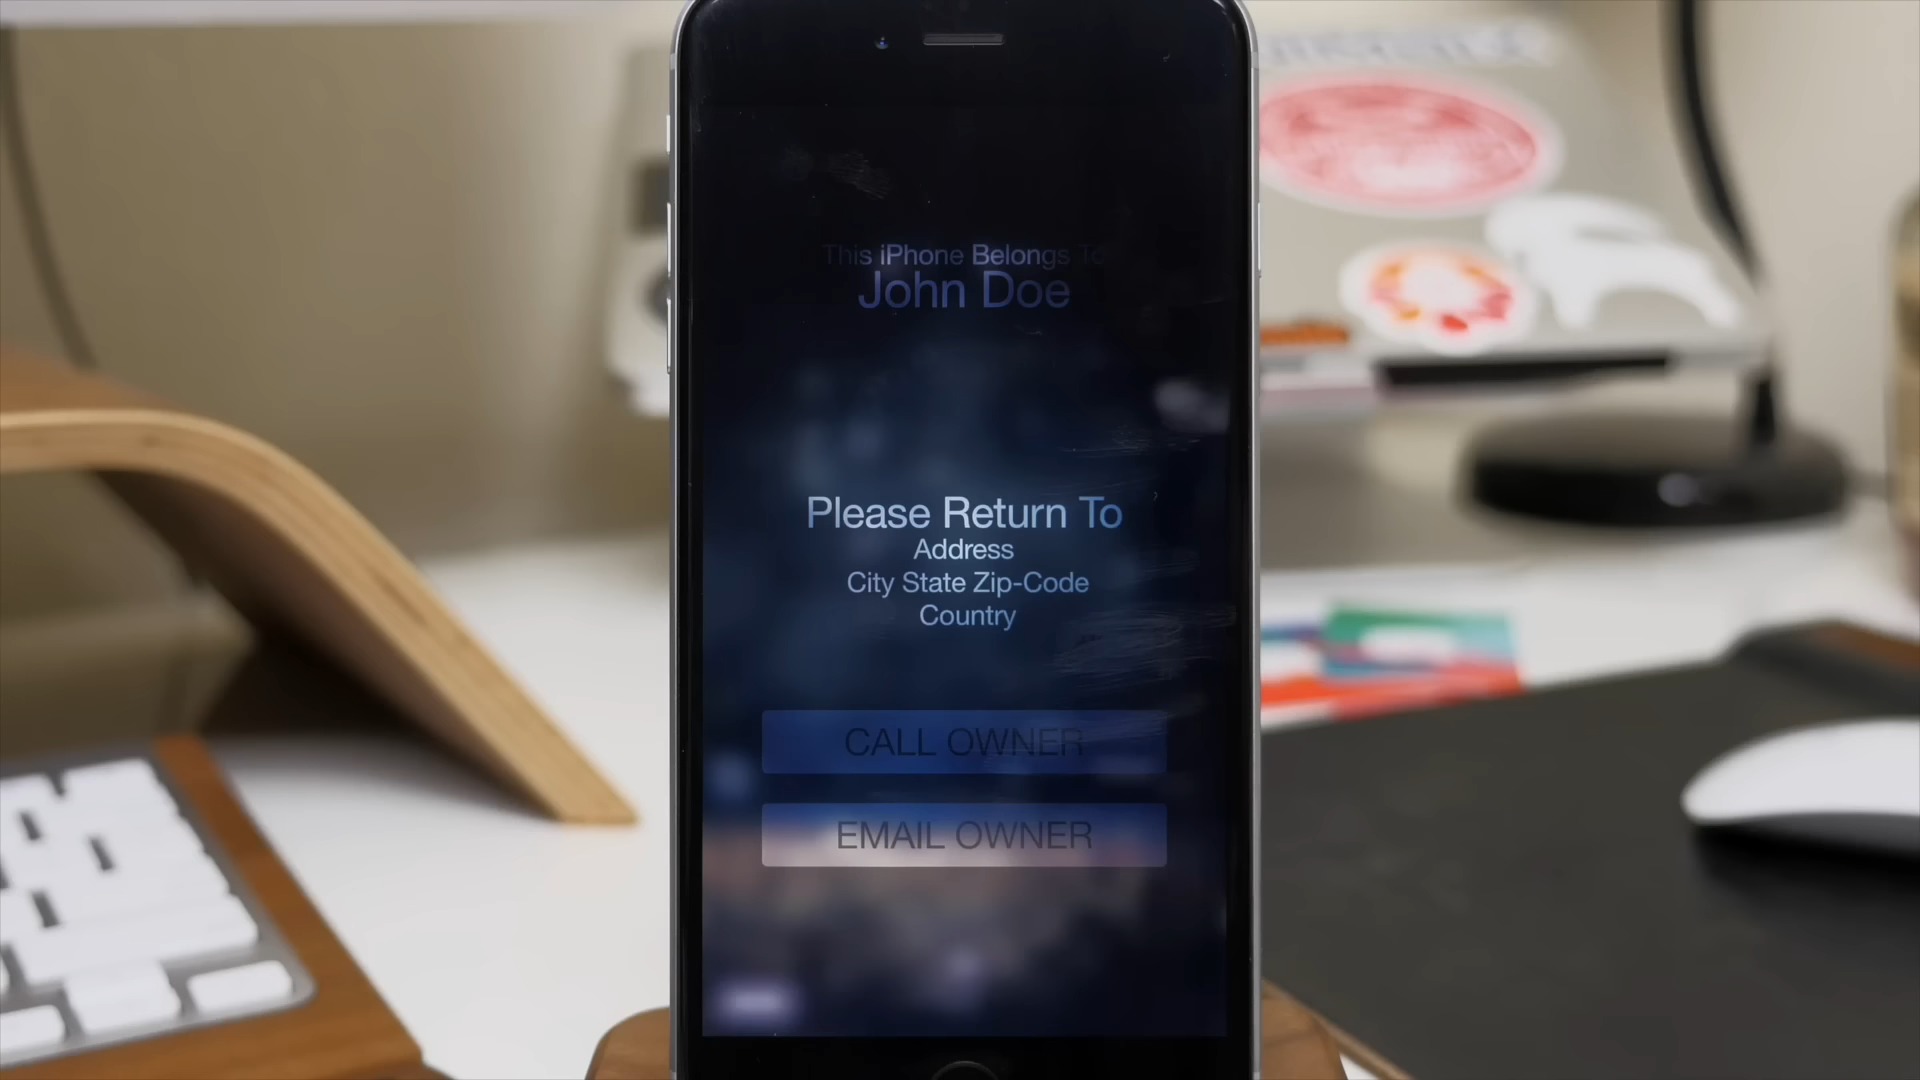 This iPhone Belongs To
John Doe
Please Return To
Address
City State Zip-Code
Country
CALL OWNER
EMAIL OWNER